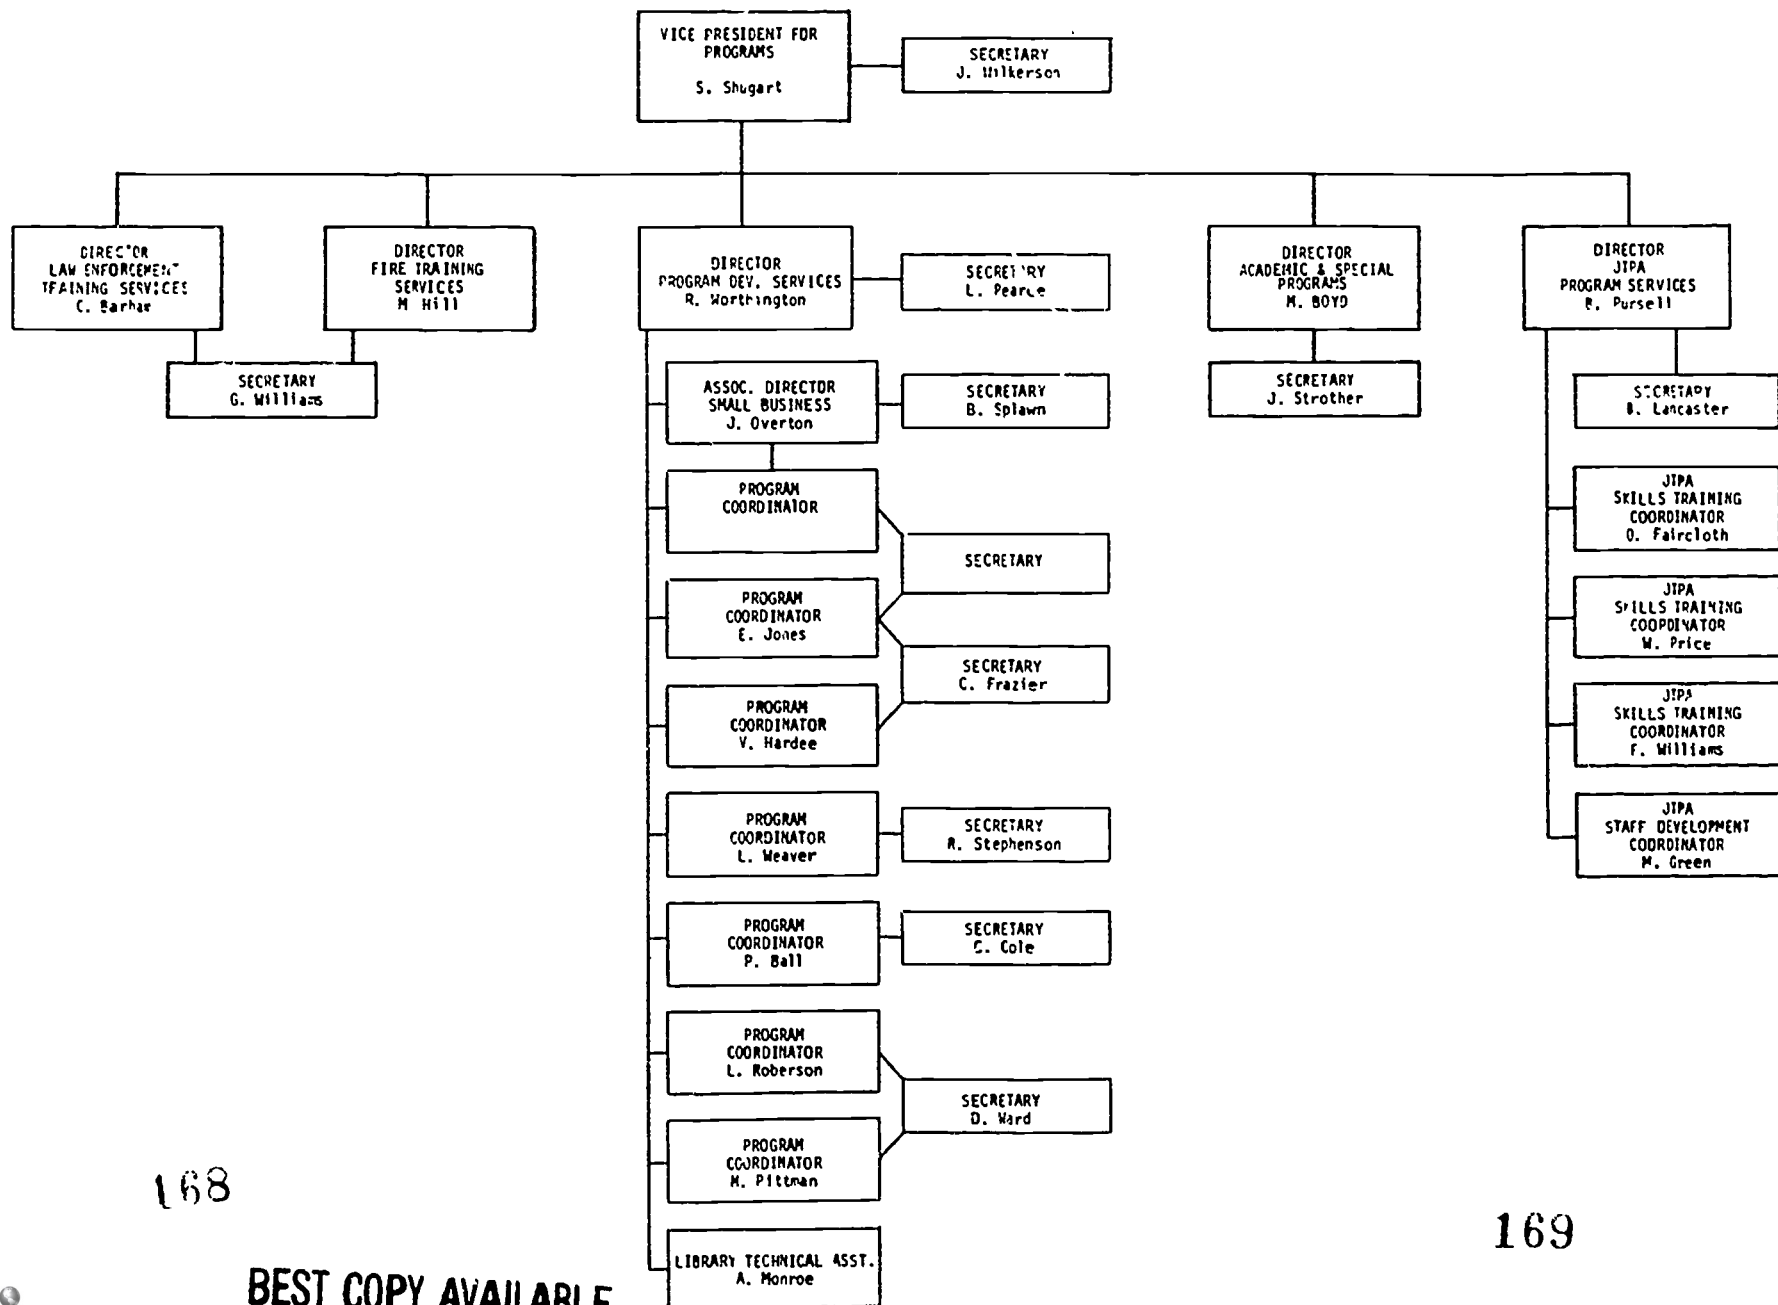 VICE PRESIDENT FOR
PROGRAMS
S. Shugart
SECRETARY
J. Wilkerson
DIRECTOR
LAW ENFORCEMENT
TRAINING SERVICES
C.
DIRECTOR
FIRE TRAINING
SERVICES
M Hill
SECRETARY
G. Williams
DIRECTOR
PROGRAM DEV. SERVICES
R. Worthington
SECRETARY
L. Pearce
DIRECTOR
ACADEMIC & SPECIAL
PROGRAMS
M. BOYD
SECRETARY
J. Strother
DIRECTOR
JTPA
PROGRAM SERVICES
Pursell
SECRETARY
Lancaster
ASSOC. DIRECTOR
SMALL BUSINESS
J. Overton
SECRETARY
B. Splawn
PROGRAM
COORDINATOR
SECRETARY
PROGRAM
COORDINATOR
E. Jones
SECRETARY
C. Frazier
PROGRAM
COORDINATOR
V. Hardee
PROGRAM
COORDINATOR
L. Weaver
SECRETARY
R. Stephenson
PROGRAM
COORDINATOR
P. Ball
SECRETARY
Cole
PROGRAM
COORDINATOR
L. Roberson
SECRETARY
D. Ward
PROGRAM
COORDINATOR
M. Pittman
LIBRARY TECHNICAL ASST.
A. Monroe
JTPA
SKILLS TRAINING
COORDINATOR
O. Faircloth
JTPA
SKILLS TRAINING
COORDINATOR
W. Price
JTPA
SKILLS TRAINING
COORDINATOR
F. Williams
JTPA
STAFF DEVELOPMENT
COORDINATOR
M. Green
168
169
BEST COPY AVAILABLE